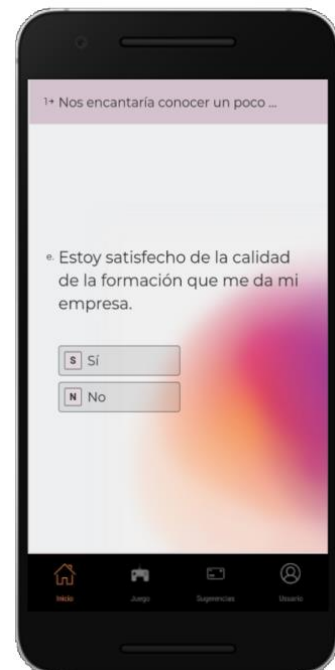 1→ Nos encantaría conocer un poco ...
e. Estoy satisfecho de la calidad
de la formación que me da mi
empresa.
S Sí
N No
Inicio Juego Sugerencias Usuario